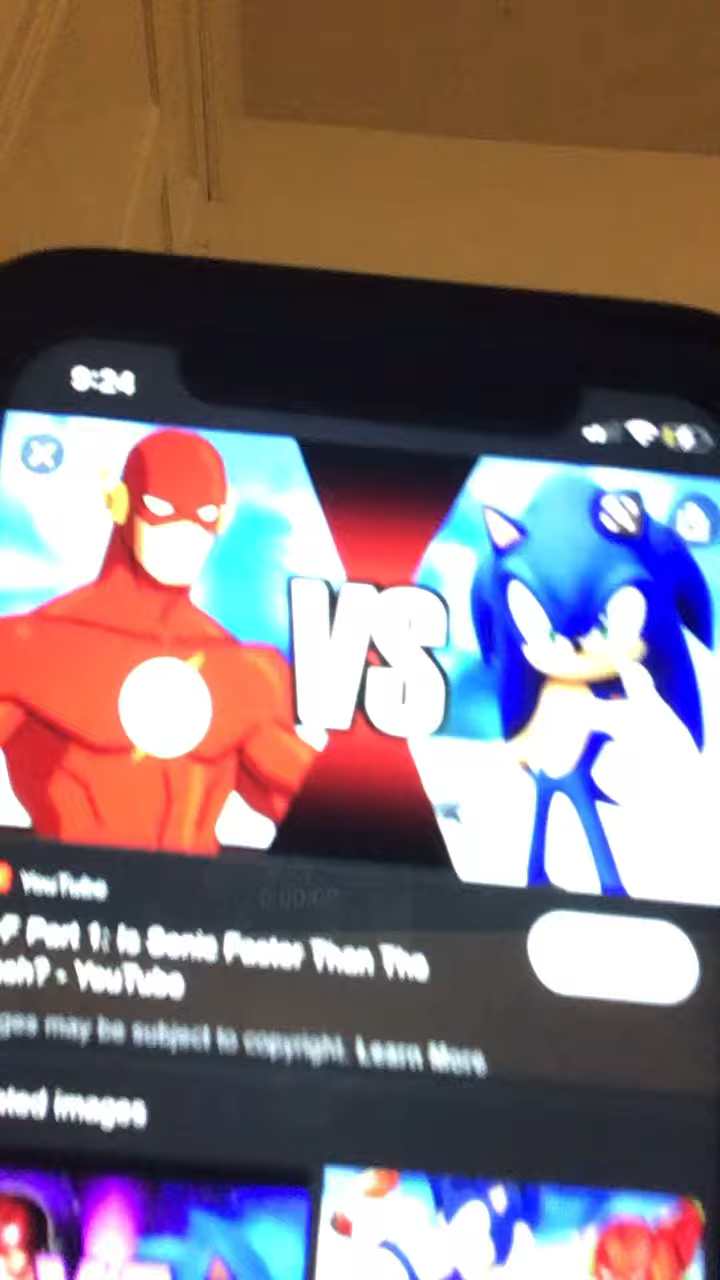 9:24
VS
YouTube
Part 1: Is Sonic Faster Than The
? - YouTube
may be subject to copyright. Learn More
images